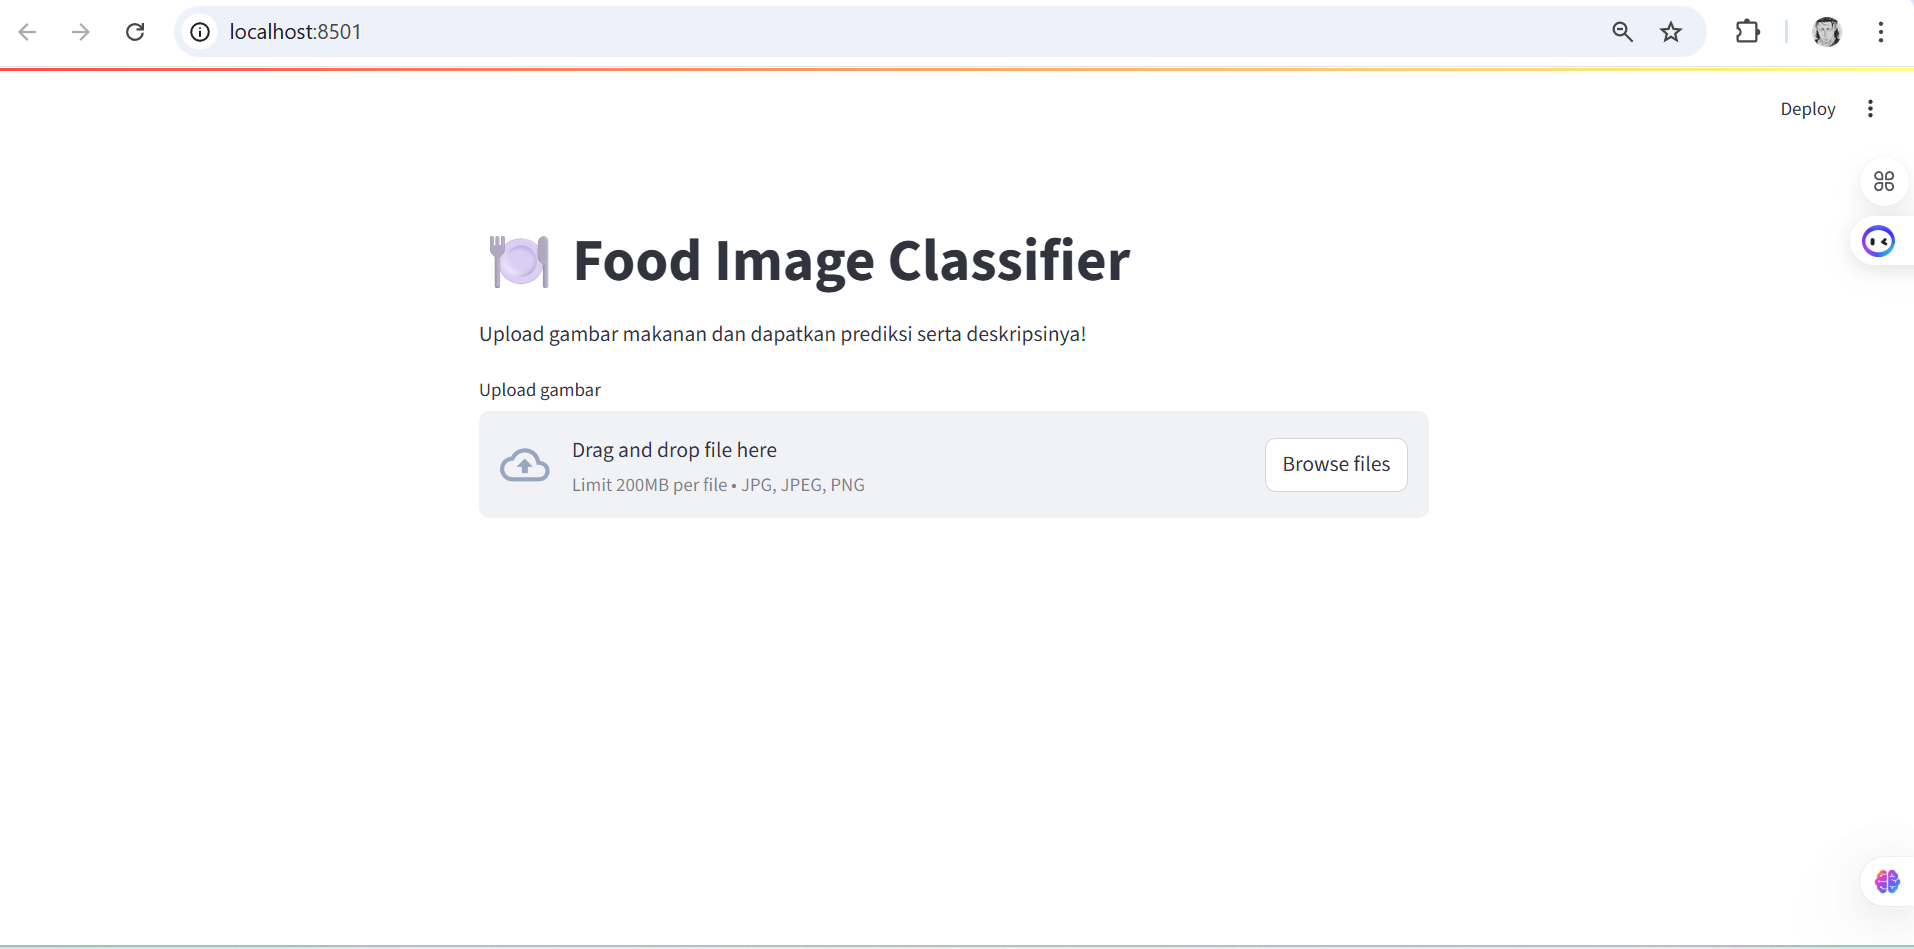 localhost:8501
Deploy
Food Image Classifier
Upload gambar makanan dan dapatkan prediksi serta deskripsinya!
Upload gambar
Drag and drop file here
Limit 200MB per file • JPG, JPEG, PNG
Browse files